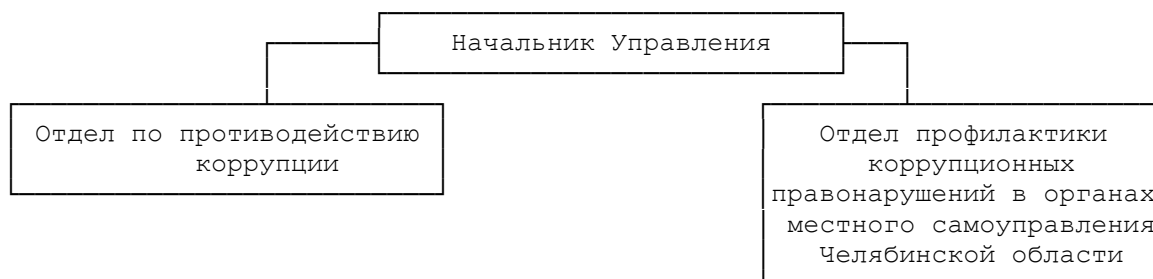 Начальник Управления
Отдел по противодействию
коррупции
Отдел профилактики
коррупционных
правонарушений в органах
местного самоуправления
Челябинской области